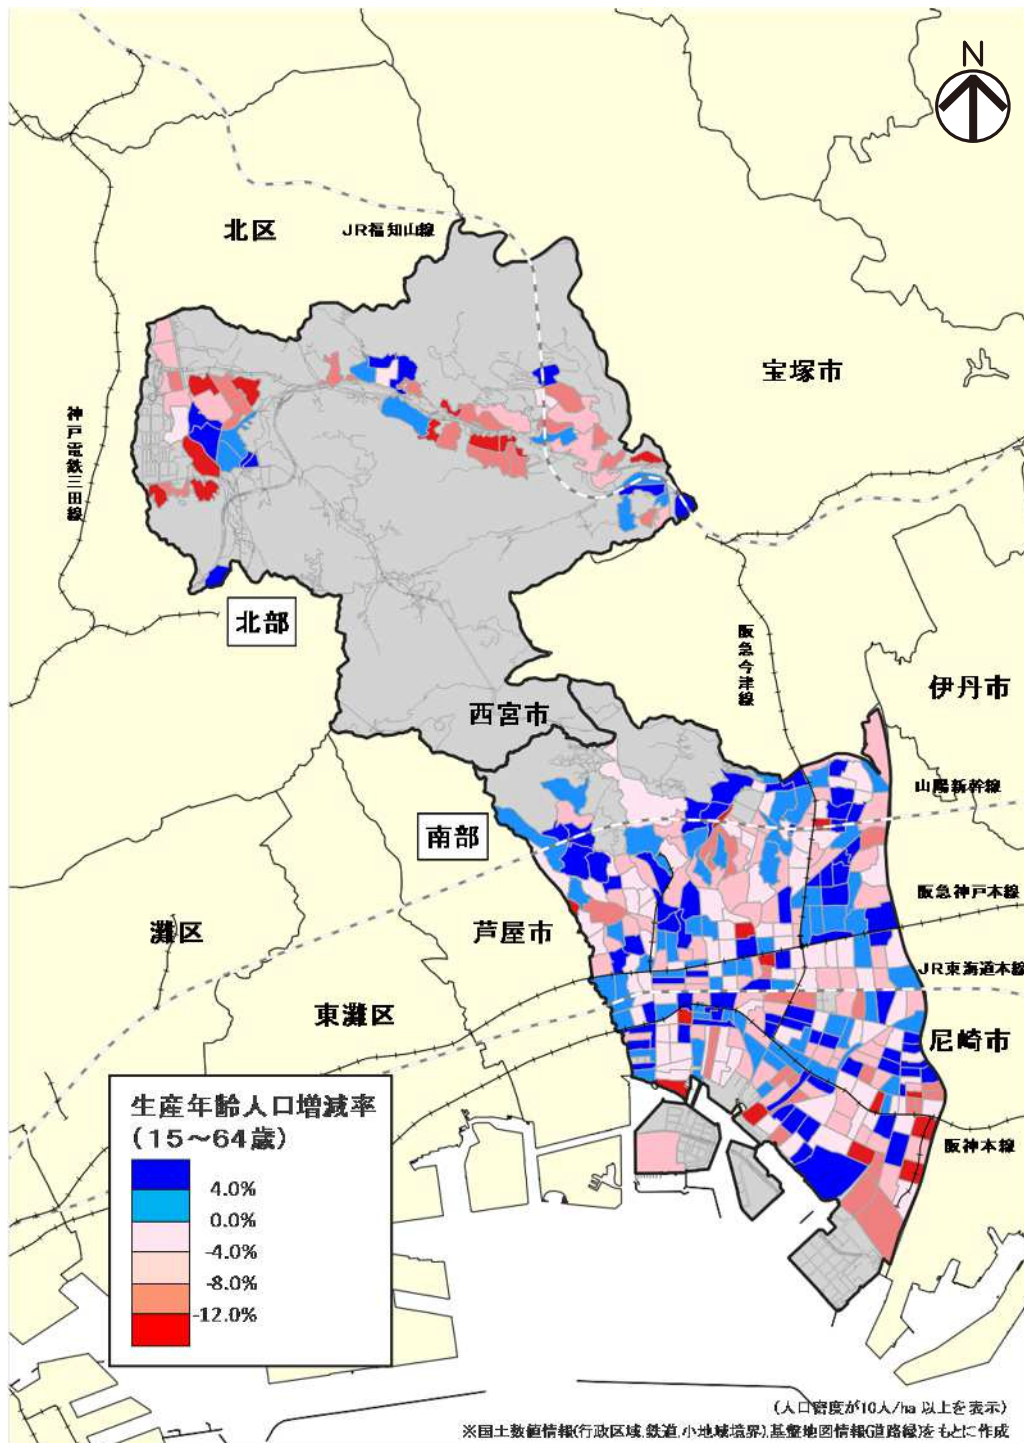 N
北区
JR福知山線
宝塚市
神戸電鉄三田線
北部
阪急今津線
伊丹市
西宮市
山陽新幹線
南部
阪急神戸本線
灘区
芦屋市
JR東海道本線
東灘区
尼崎市
阪神本線
生産年齢人口増減率
(15～64歳)
4.0%
0.0%
-4.0%
-8.0%
-12.0%
(人口密度が10人/ha 以上を表示)
※国土数値情報(行政区域,鉄道,小地域境界),基盤地図情報(道路縁)をもとに作成